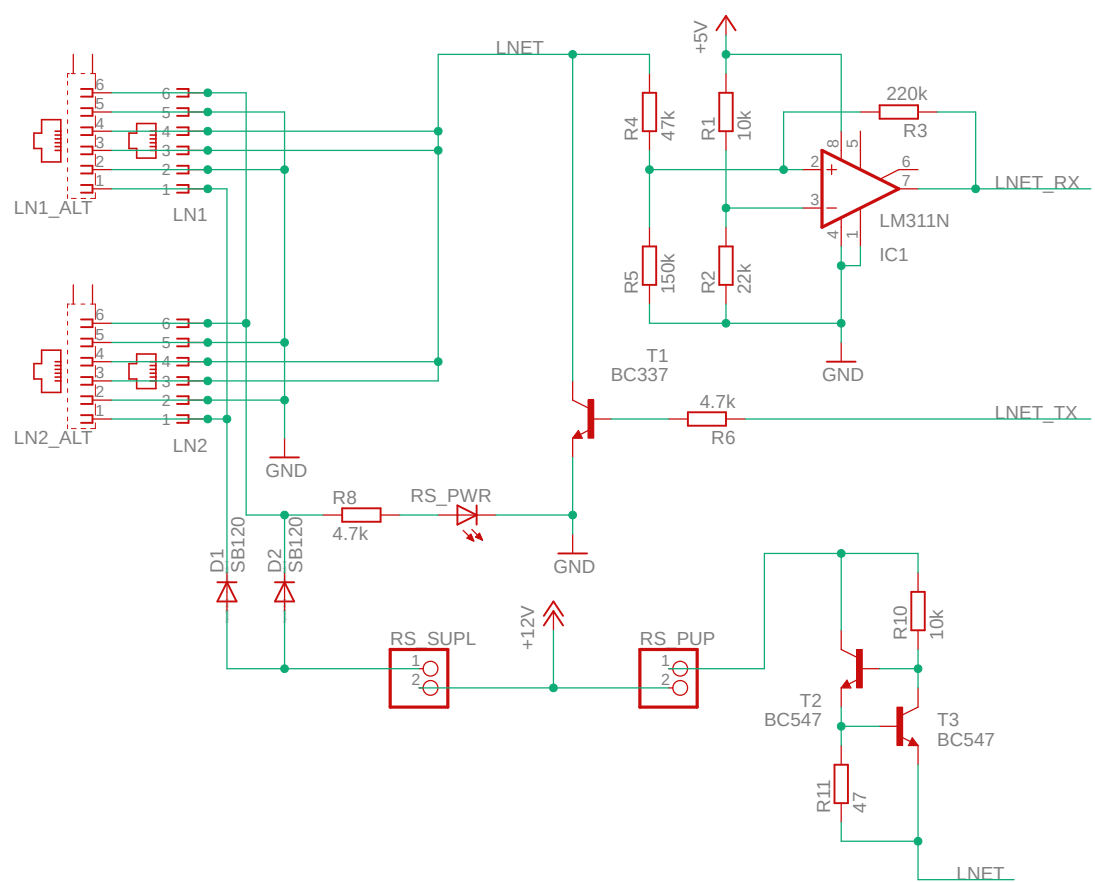 LNET
+5V
6
5
4
3
2
1
6
5
4
3
2
1
LN1_ALT
LN1
R4
47k
R1
10k
220k
R3
8
5
2
3
6
7
4
1
LNET_RX
LM311N
IC1
R5
150k
R2
22k
GND
6
5
4
3
2
1
6
5
4
3
2
1
LN2_ALT
LN2
GND
T1
BC337
4.7k
R6
LNET_TX
R8
4.7k
RS_PWR
GND
D1
SB120
D2
SB120
+12V
RS_SUPL
1
2
RS_PUP
1
2
R10
10k
T2
BC547
T3
BC547
R11
47
LNET